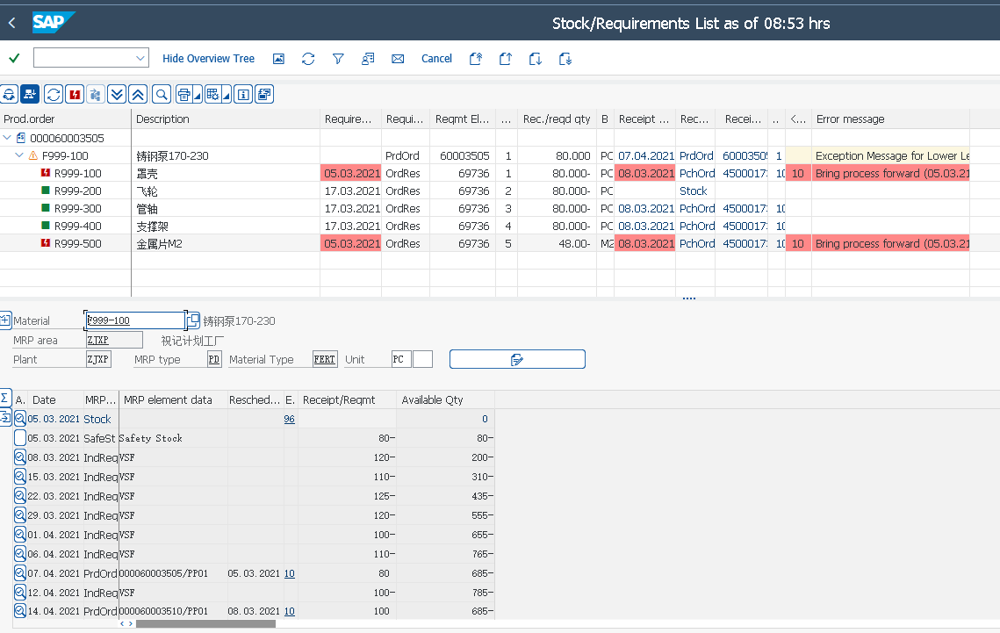 SAP
Stock/Requirements List as of 08:53 hrs
Hide Overview Tree
Cancel
Prod.order Description Require... Requi... Reqmt El... ... Rec./reqd qty B Receipt ... Rec... Recei... .. <... Error message
000060003505
F999-100 铸钢泵170-230 PrdOrd 60003505 1 80.000 PC 07.04.2021 PrdOrd 6000350 1 Exception Message for Lower Le
R999-100 罩壳 05.03.2021 OrdRes 69736 1 80.000- PC 08.03.2021 PchOrd 45000173 10 10 Bring process forward (05.03.21
R999-200 飞轮 17.03.2021 OrdRes 69736 2 80.000- PC Stock
R999-300 管轴 17.03.2021 OrdRes 69736 3 80.000- PC 08.03.2021 PchOrd 45000173 10
R999-400 支撑架 17.03.2021 OrdRes 69736 4 80.000- PC 08.03.2021 PchOrd 45000173 10
R999-500 金属片M2 05.03.2021 OrdRes 69736 5 48.00- M2 08.03.2021 PchOrd 45000173 10 10 Bring process forward (05.03.21
Material F999-100 铸钢泵170-230
MRP area ZJXP 祝记计划工厂
Plant ZJXP MRP type PD Material Type FERT Unit PC
A. Date MRP... MRP element data Resched... E. Receipt/Reqmt Available Qty
05.03.2021 Stock 96 0
05.03.2021 SafeSt Safety Stock 80- 80-
08.03.2021 IndReq VSF 120- 200-
15.03.2021 IndReq VSF 110- 310-
22.03.2021 IndReq VSF 125- 435-
29.03.2021 IndReq VSF 120- 555-
01.04.2021 IndReq VSF 100- 655-
06.04.2021 IndReq VSF 110- 765-
07.04.2021 PrdOrd 000060003505/PP01 05.03.2021 10 80 685-
12.04.2021 IndReq VSF 100- 785-
14.04.2021 PrdOrd 000060003510/PP01 08.03.2021 10 100 685-